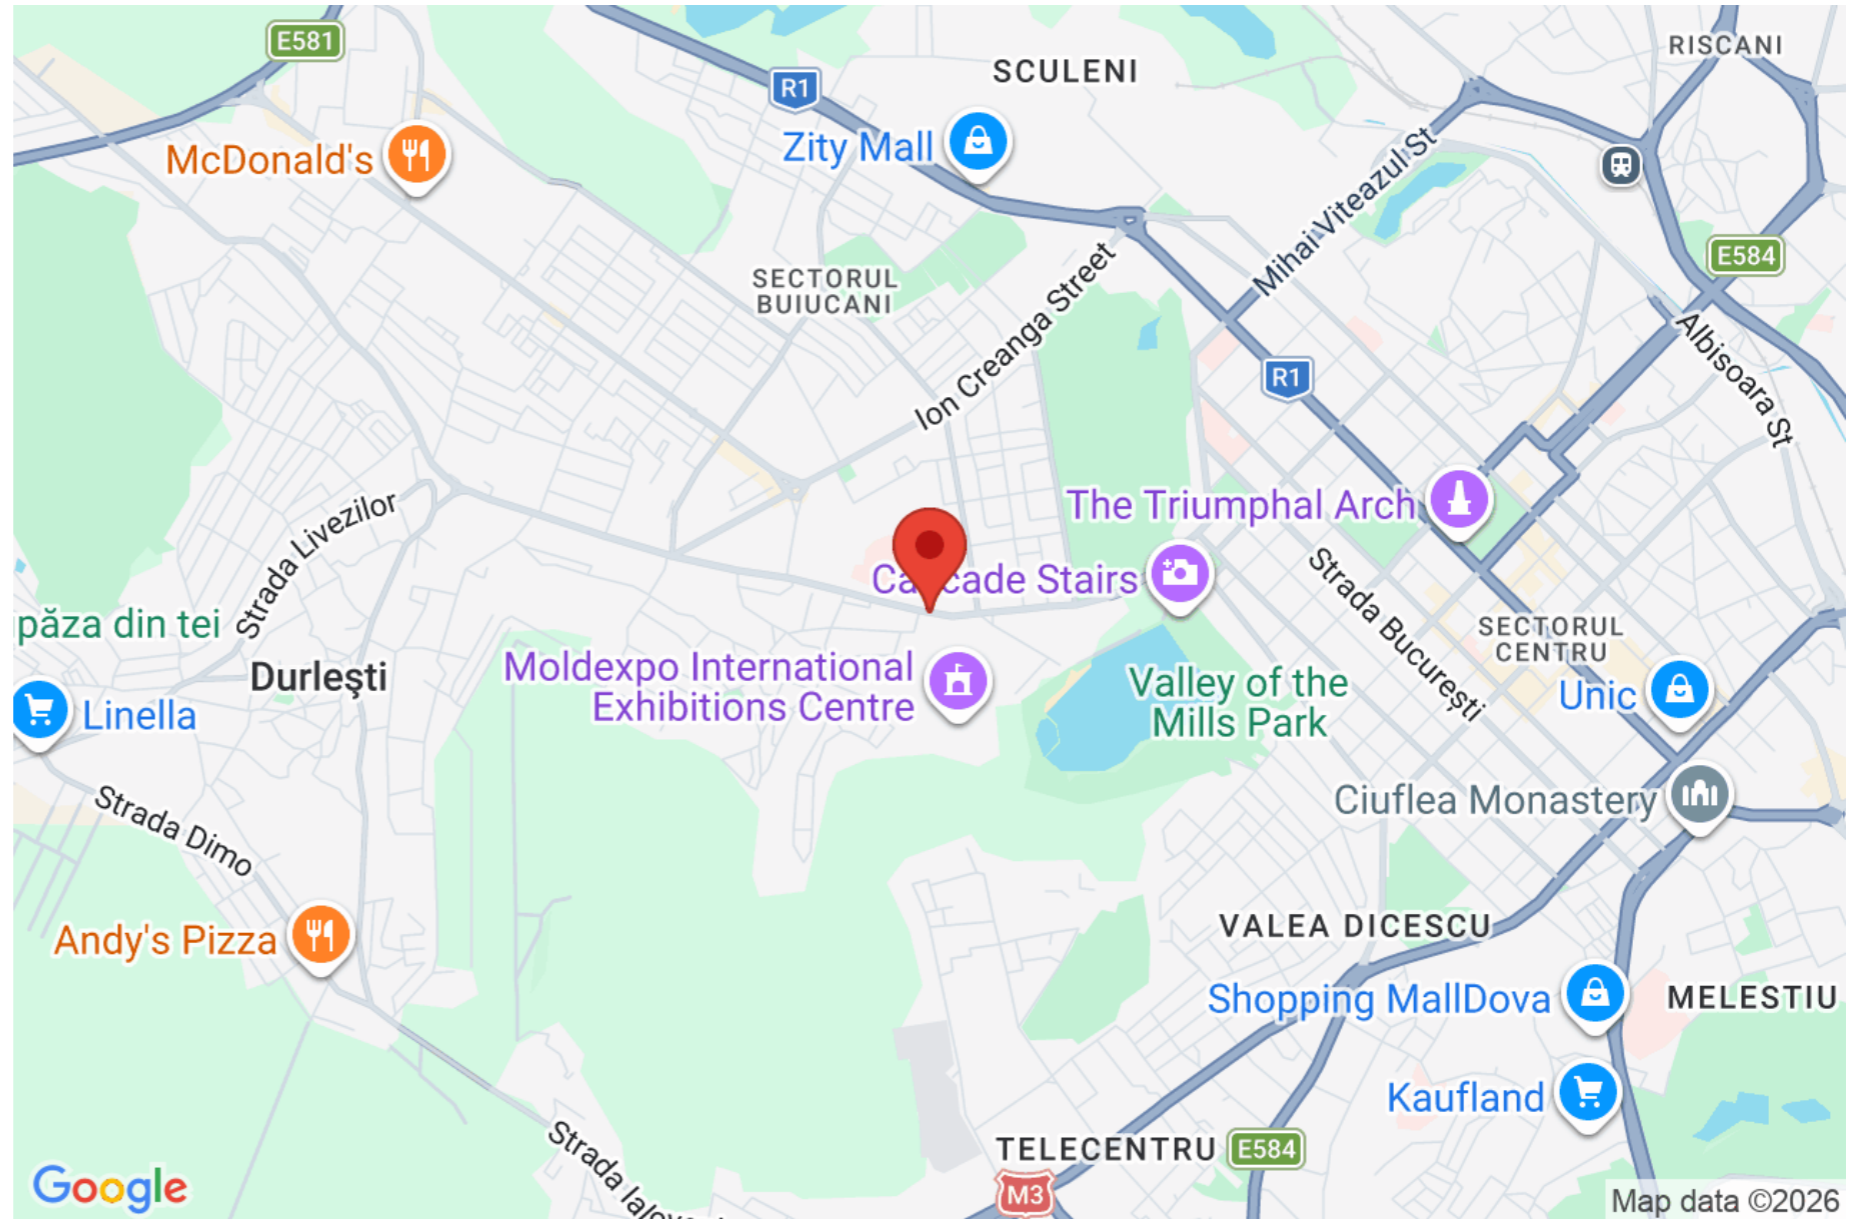 E581
RISCANI
SCULENI
R1
Zity Mall
McDonald's
Mihai Viteazul St
E584
SECTORUL
BUIUCANI
Ion Creanga Street
Albisoara St
R1
The Triumphal Arch
Strada Livezilor
Cascade Stairs
Strada București
păza din tei
SECTORUL
CENTRU
Durleşti
Moldexpo International
Exhibitions Centre
Valley of the
Mills Park
Unic
Linella
Strada Dimo
Ciuflea Monastery
VALEA DICESCU
Andy's Pizza
Shopping MallDova
MELESTIU
Kaufland
Strada
TELECENTRU
E584
M3
Google
Map data ©2026